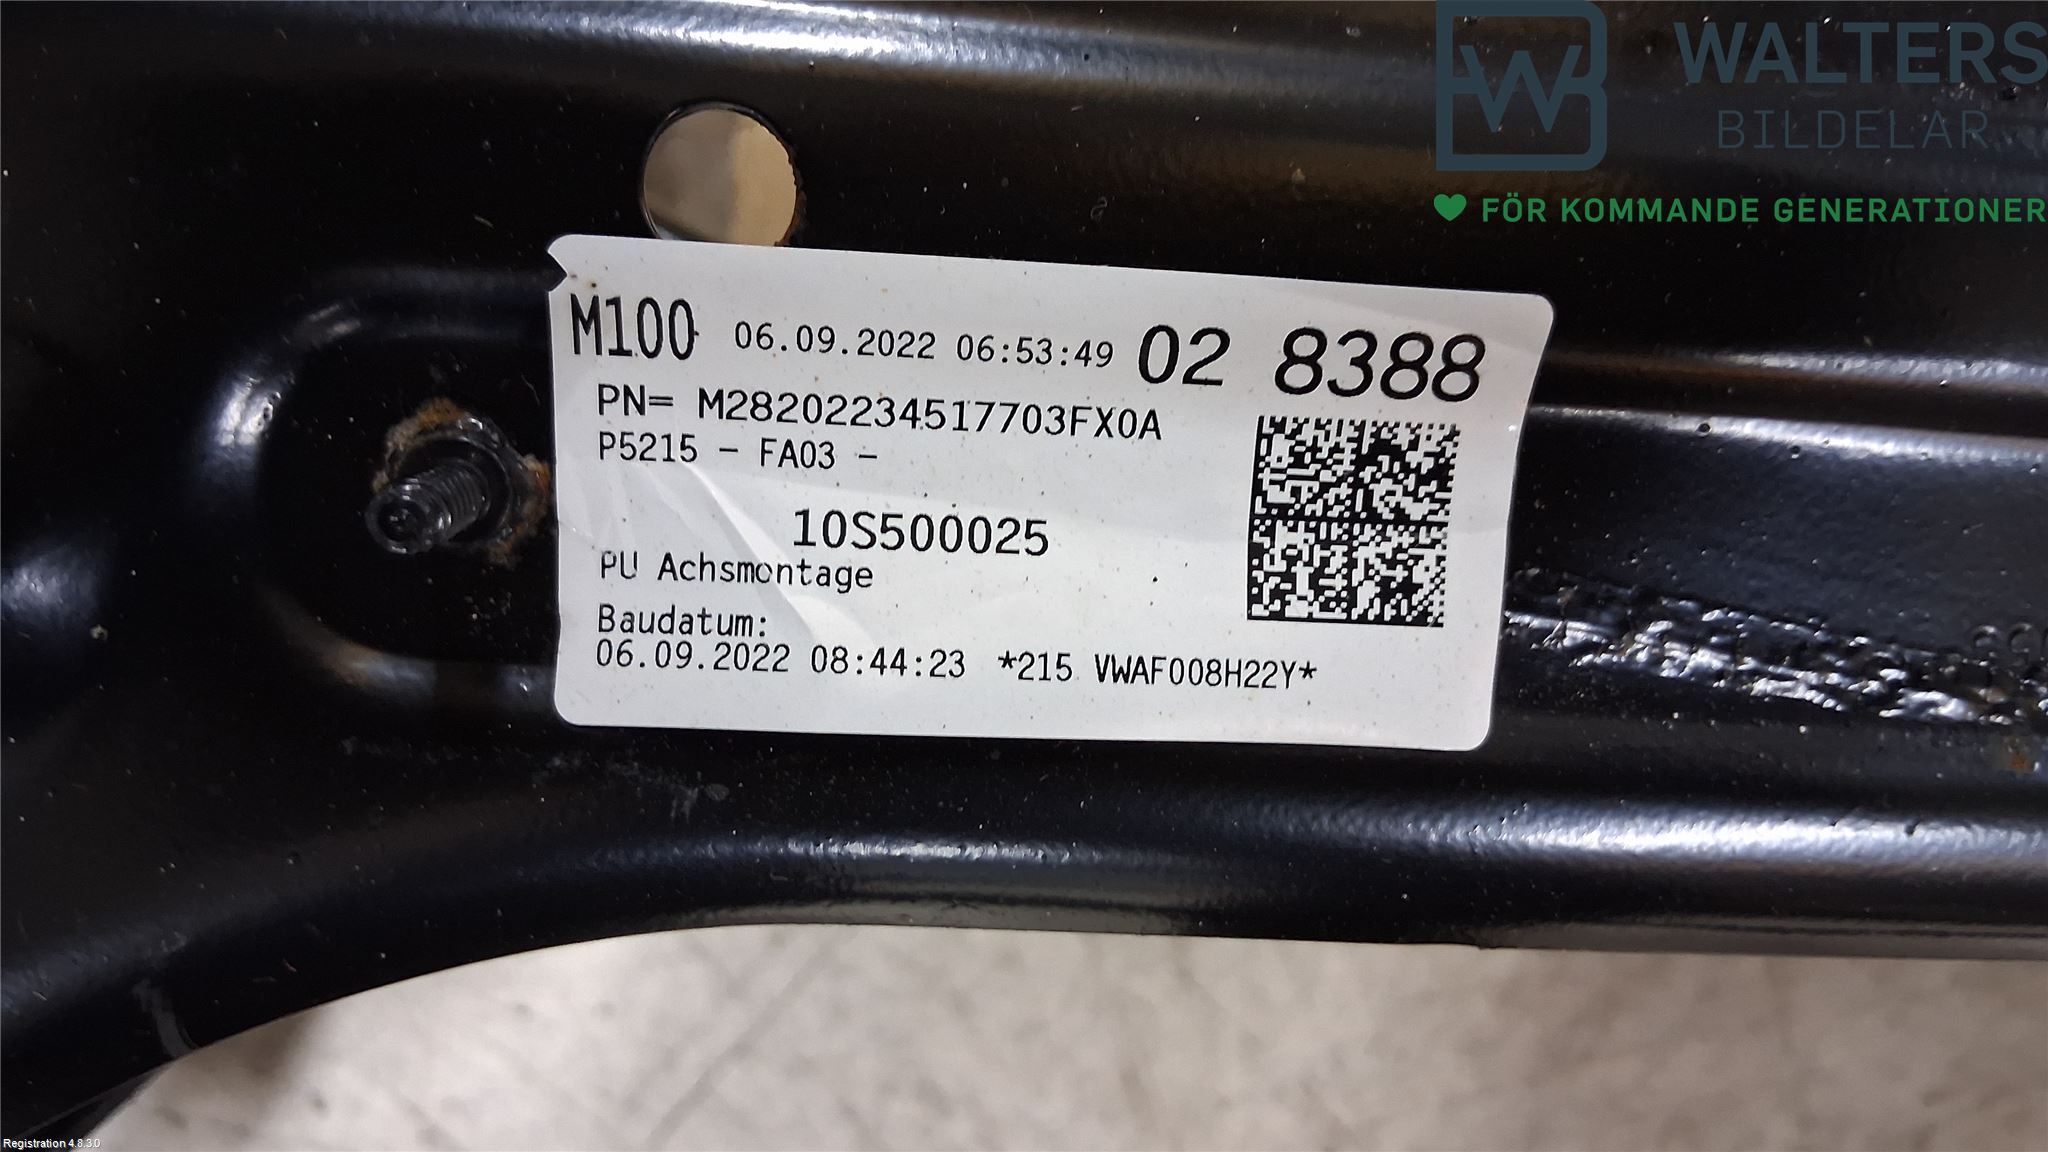 WALTERS
BILDELAR
FÖR KOMMANDE GENERATIONER
M100 06.09.2022 06:53:49 02 8388
PN= M28202234517703FX0A
P5215 - FA03 -
10S500025
PU Achsmontage
Baudatum:
06.09.2022 08:44:23 *215 VWAF008H22Y*
Registration 4.8.3.0